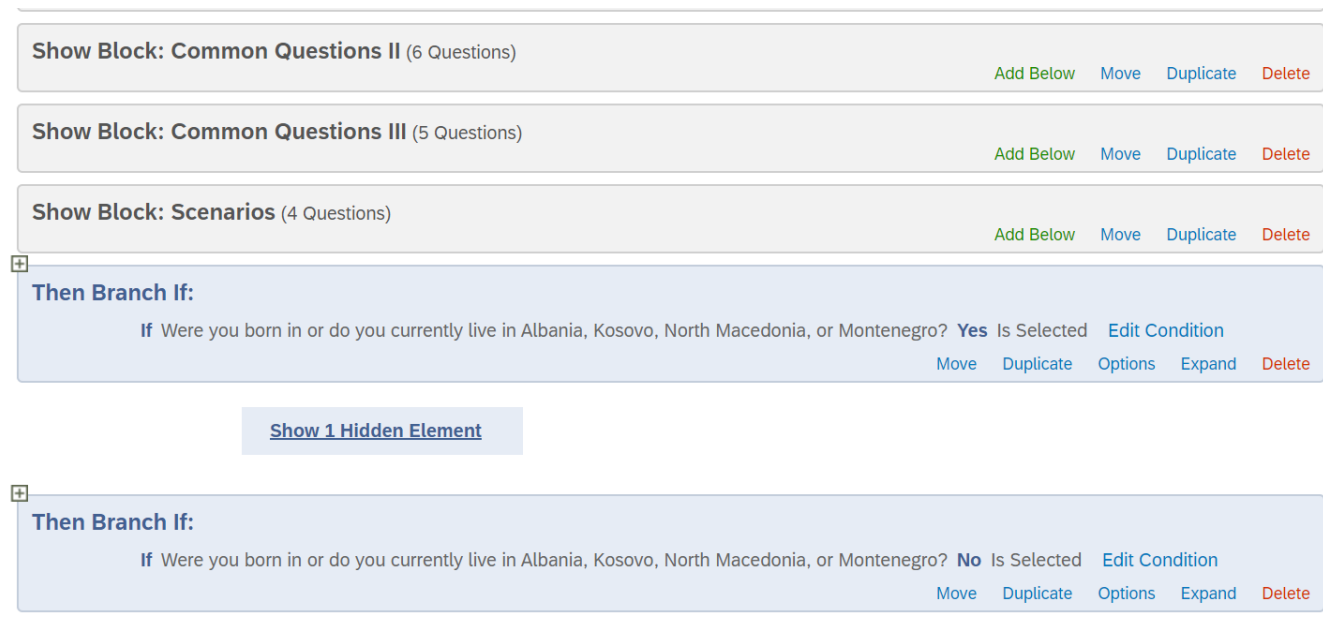 Show Block: Common Questions II (6 Questions)
Add Below Move Duplicate Delete
Show Block: Common Questions III (5 Questions)
Add Below Move Duplicate Delete
Show Block: Scenarios (4 Questions)
Add Below Move Duplicate Delete
Then Branch If:
If Were you born in or do you currently live in Albania, Kosovo, North Macedonia, or Montenegro? Yes Is Selected Edit Condition
Move Duplicate Options Expand Delete
Show 1 Hidden Element
Then Branch If:
If Were you born in or do you currently live in Albania, Kosovo, North Macedonia, or Montenegro? No Is Selected Edit Condition
Move Duplicate Options Expand Delete